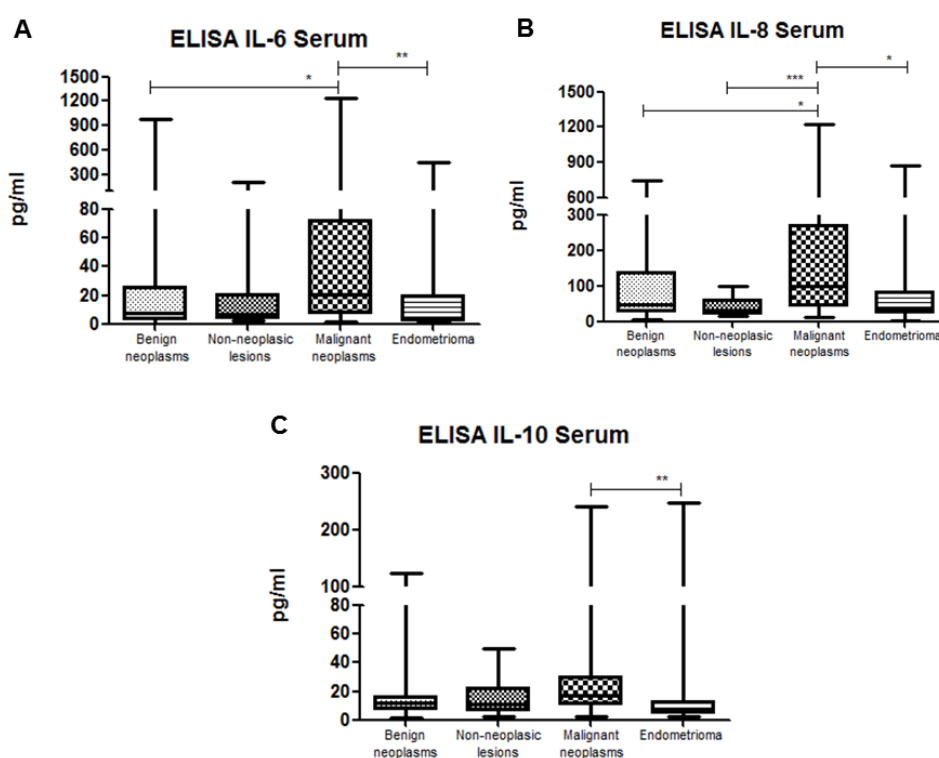 A
ELISA IL-6 Serum
pg/ml
1500
1200
900
600
300
80
60
40
20
0
*
**
Benign
neoplasms
Non-neoplasic
lesions
Malignant
neoplasms
Endometrioma
B
ELISA IL-8 Serum
pg/ml
1500
1200
900
600
300
200
100
0
*
***
*
Benign
neoplasms
Non-neoplasic
lesions
Malignant
neoplasms
Endometrioma
C
ELISA IL-10 Serum
pg/ml
300
200
100
80
60
40
20
0
**
Benign
neoplasms
Non-neoplasic
lesions
Malignant
neoplasms
Endometrioma